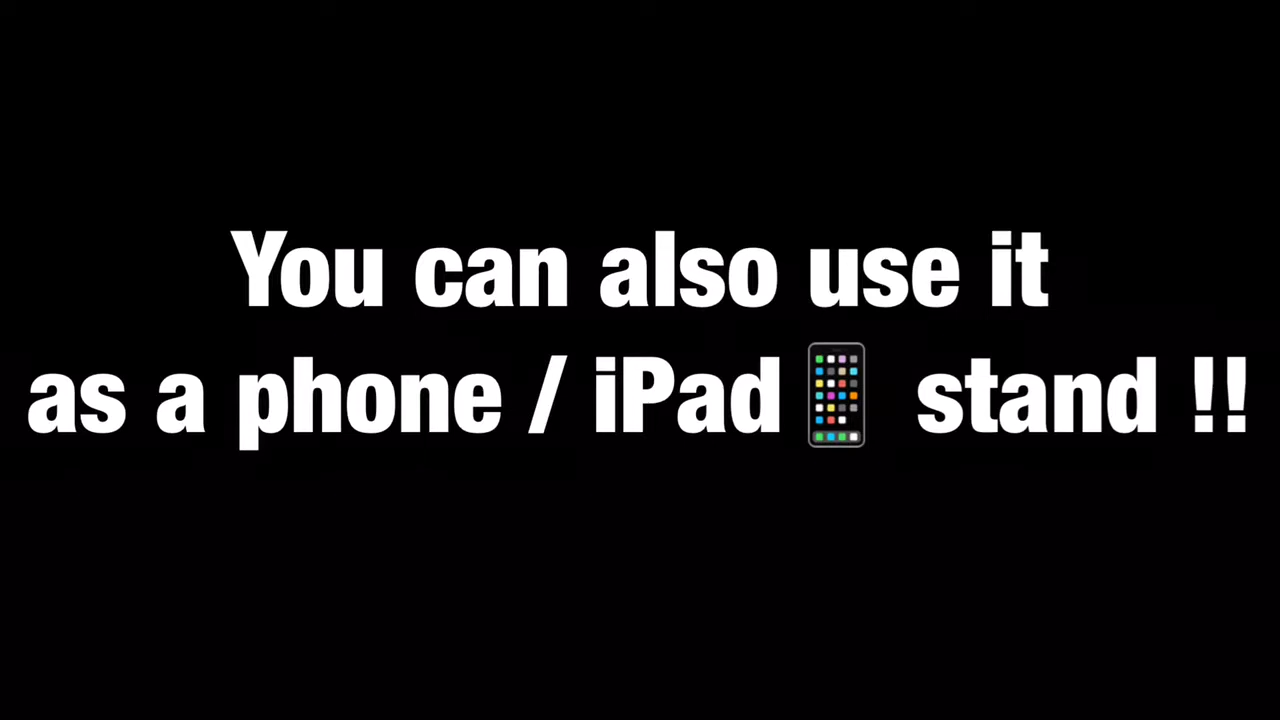 You can also use it
as a phone / iPad📱 stand !!